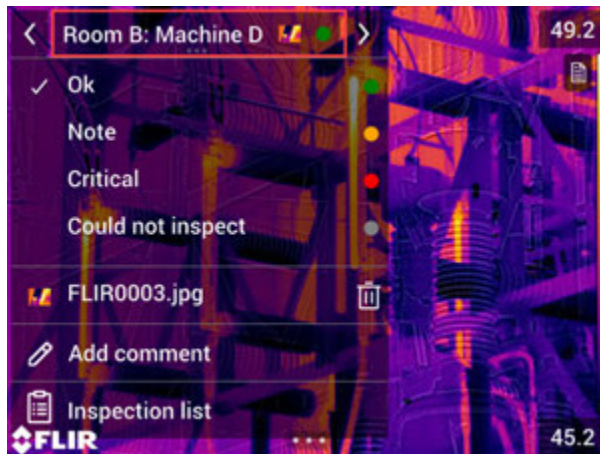 Room B: Machine D
49.2
Ok
Note
Critical
Could not inspect
FLIR0003.jpg
Add comment
Inspection list
FLIR
45.2